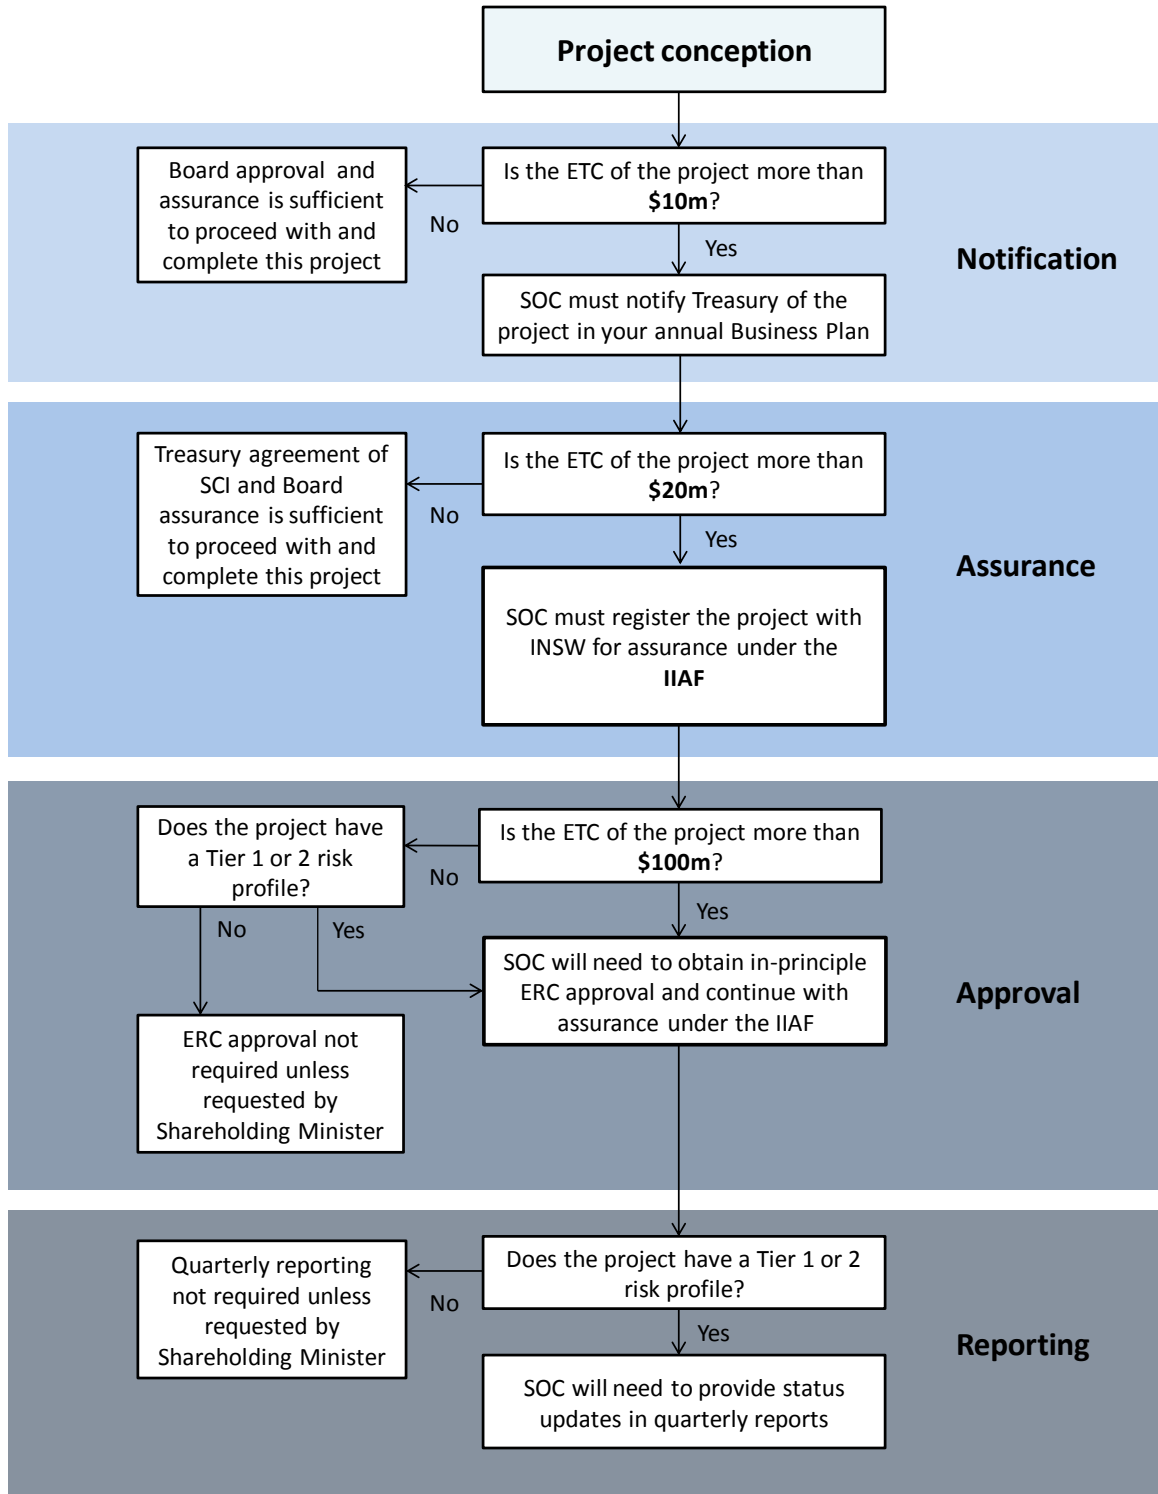 Project conception
Is the ETC of the project more than
$10m?
No
Yes
Board approval and
assurance is sufficient
to proceed with and
complete this project
SOC must notify Treasury of the
project in your annual Business Plan
Notification
Is the ETC of the project more than
$20m?
No
Yes
Treasury agreement of
SCI and Board
assurance is sufficient
to proceed with and
complete this project
SOC must register the project with
INSW for assurance under the
IIAF
Assurance
Is the ETC of the project more than
$100m?
No
Yes
Does the project have
a Tier 1 or 2 risk
profile?
No
Yes
SOC will need to obtain in-principle
ERC approval and continue with
assurance under the IIAF
ERC approval not
required unless
requested by
Shareholding Minister
Approval
Does the project have a Tier 1 or 2
risk profile?
No
Yes
Quarterly reporting
not required unless
requested by
Shareholding Minister
SOC will need to provide status
updates in quarterly reports
Reporting